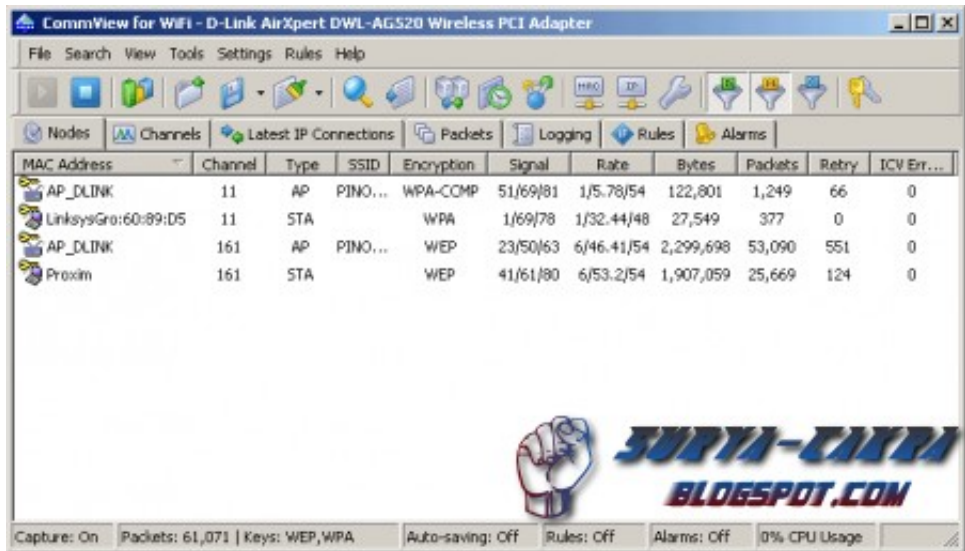 CommView for WiFi - D-Link AirXpert DWL-AG520 Wireless PCI Adapter
File Search View Tools Settings Rules Help
Nodes Channels Latest IP Connections Packets Logging Rules Alarms
MAC Address Channel Type SSID Encryption Signal Rate Bytes Packets Retry ICV Err...
AP_DLINK 11 AP PINO... WPA-CCMP 51/69/81 1/5.78/54 122,801 1,249 66 0
LinksysGro:60:89:D5 11 STA WPA 1/69/78 1/32.44/48 27,549 377 0 0
AP_DLINK 161 AP PINO... WEP 23/50/63 6/46.41/54 2,299,698 53,090 551 0
Proxim 161 STA WEP 41/61/80 6/53.2/54 1,907,059 25,669 124 0
SURYA-CAKRA
BLOGSPOT.COM
Capture: On Packets: 61,071 | Keys: WEP,WPA Auto-saving: Off Rules: Off Alarms: Off 0% CPU Usage